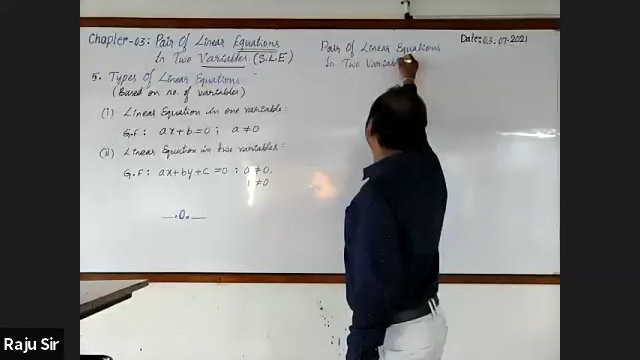 Chapter-03: Pair Of Linear Equations
In Two Variables (S.L.E)
5. Types Of Linear Equations:
(Based on no. of variables)
(i) Linear Equation in one variable:
G.F: ax+b=0 ; a≠0
(ii) Linear Equation in two variables:
G.F: ax+by+c=0 ; a≠0.
≠0
—.0.—
Pair Of Linear Equations
In Two Variab
Date: 03.07.2021
Raju Sir